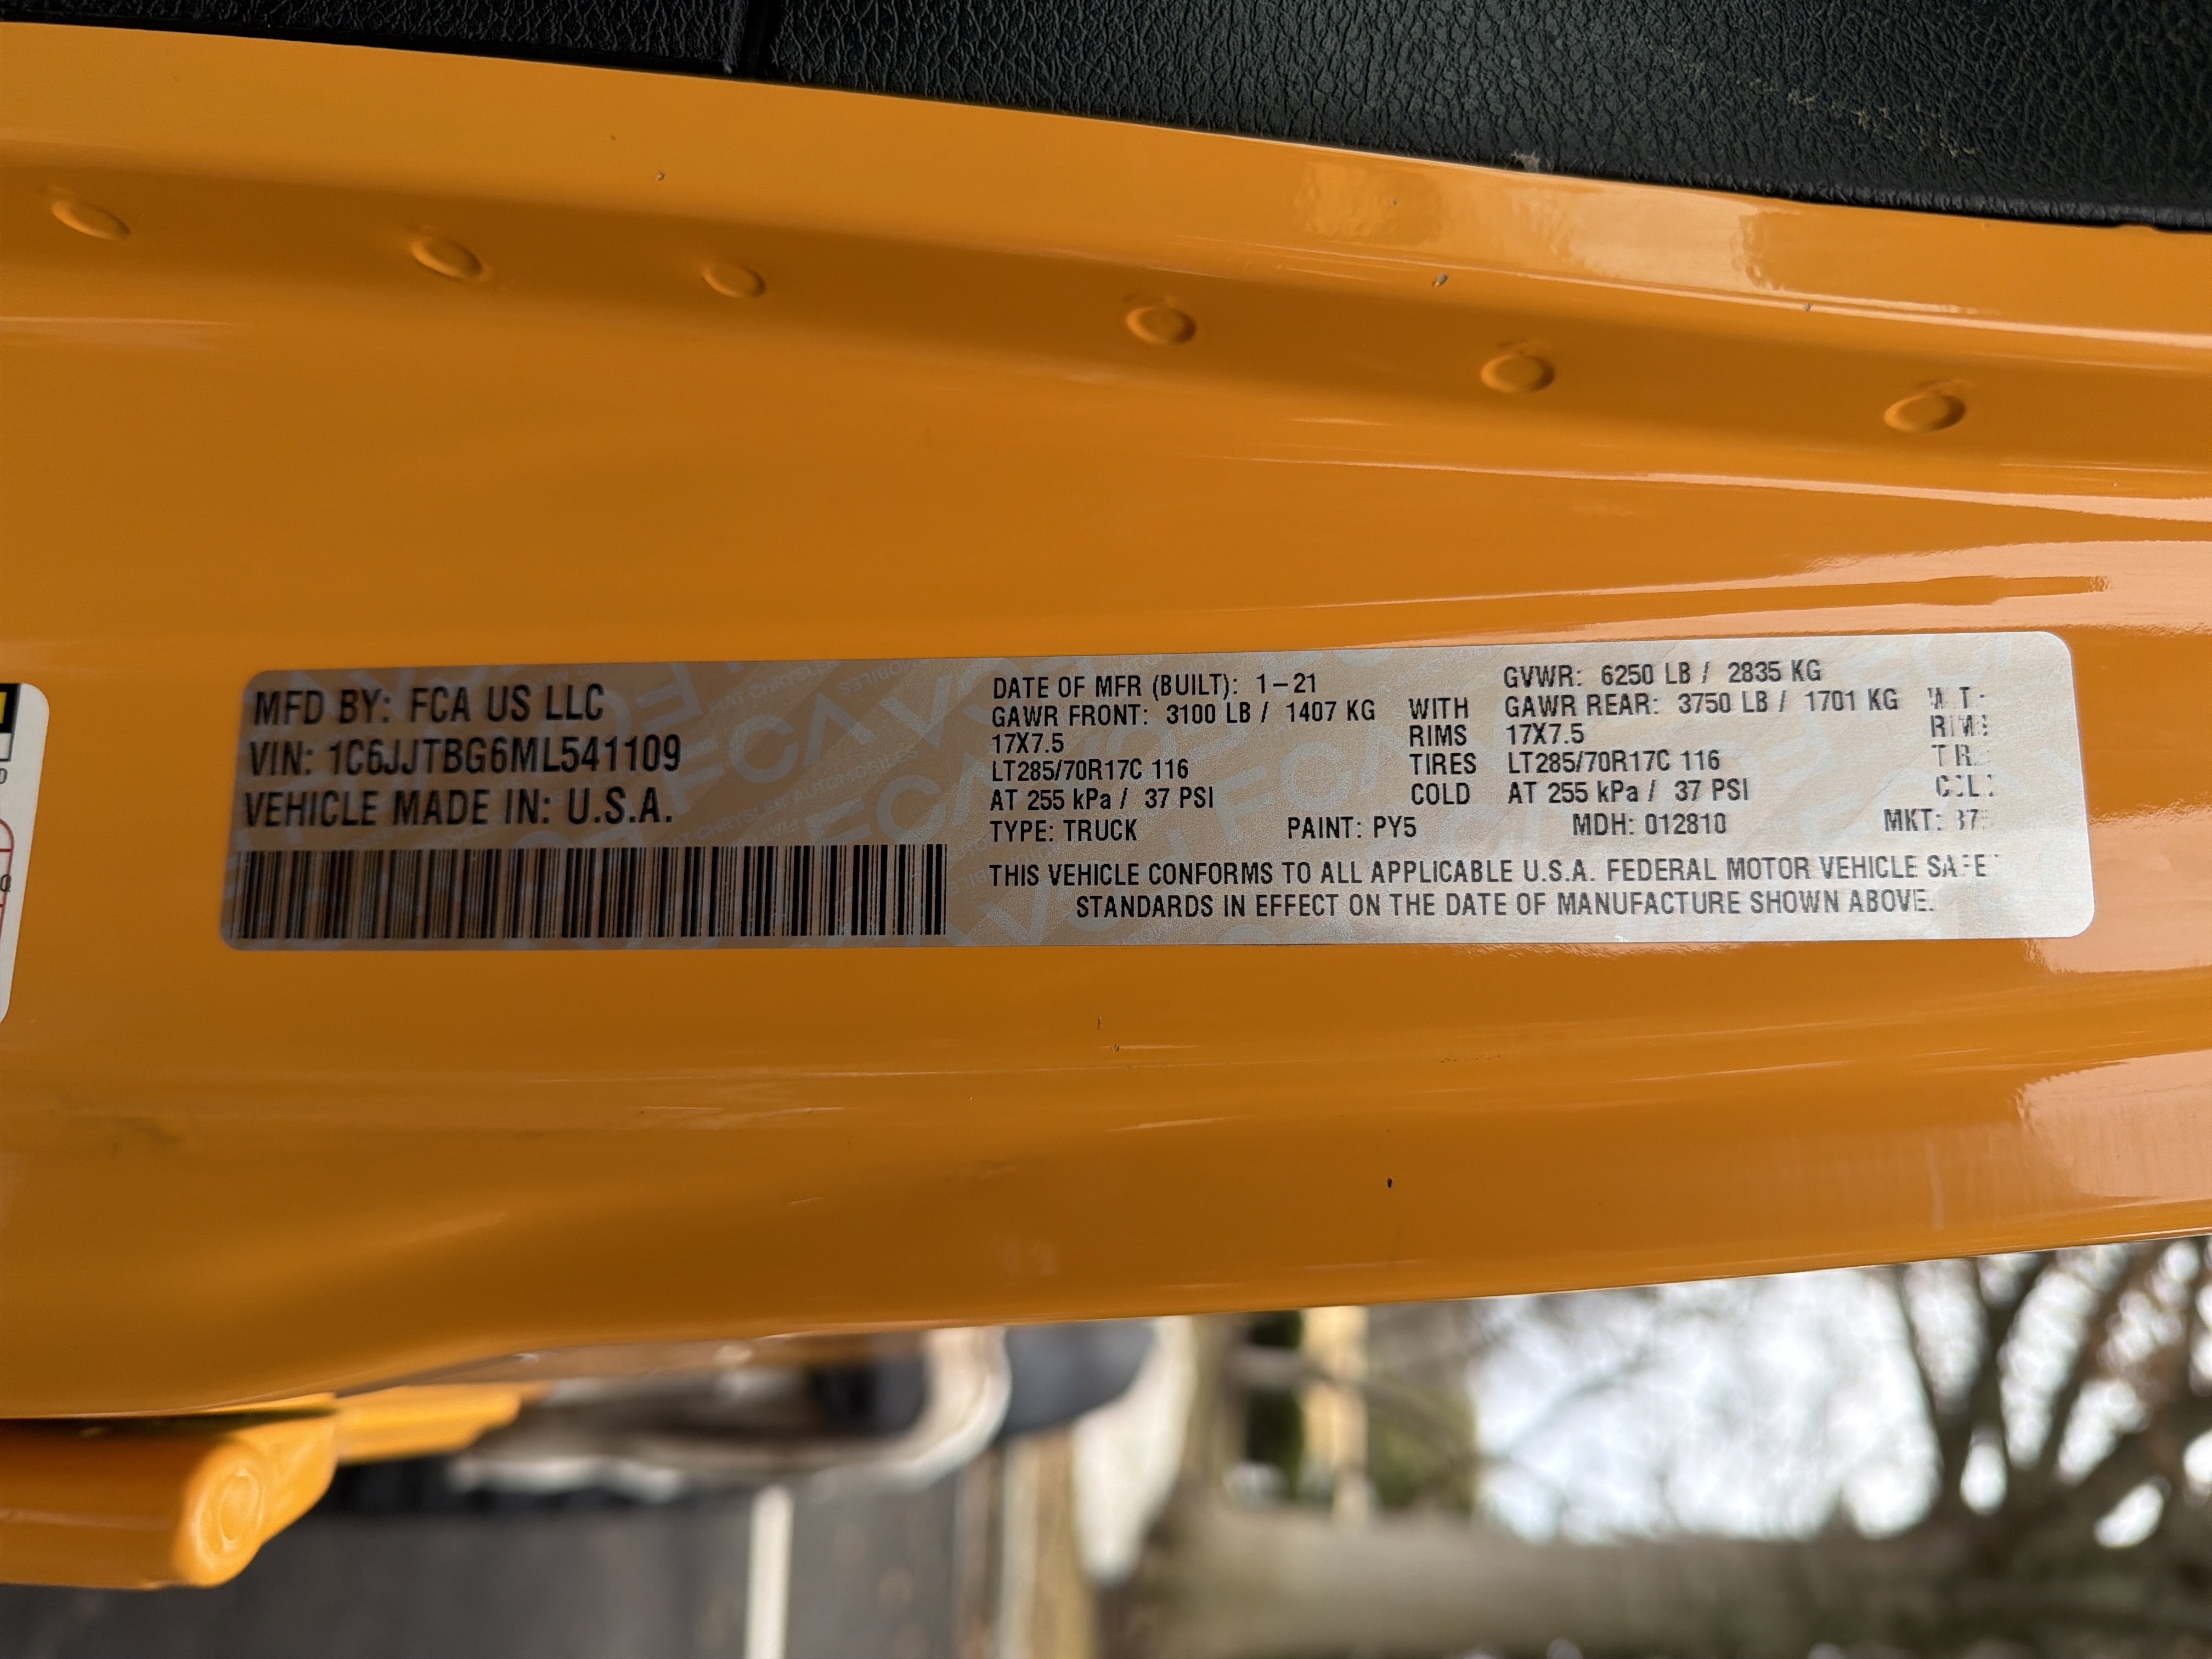 MFD BY: FCA US LLC
VIN: 1C6JJTBG6ML541109
VEHICLE MADE IN: U.S.A.
DATE OF MFR (BUILT): 1-21 GVWR: 6250 LB / 2835 KG
GAWR FRONT: 3100 LB / 1407 KG WITH GAWR REAR: 3750 LB / 1701 KG
17X7.5 RIMS 17X7.5 RIMS
LT285/70R17C 116 TIRES LT285/70R17C 116
AT 255 kPa / 37 PSI COLD AT 255 kPa / 37 PSI
TYPE: TRUCK PAINT: PY5 MDH: 012810 MKT:
THIS VEHICLE CONFORMS TO ALL APPLICABLE U.S.A. FEDERAL MOTOR VEHICLE
STANDARDS IN EFFECT ON THE DATE OF MANUFACTURE SHOWN ABOVE.